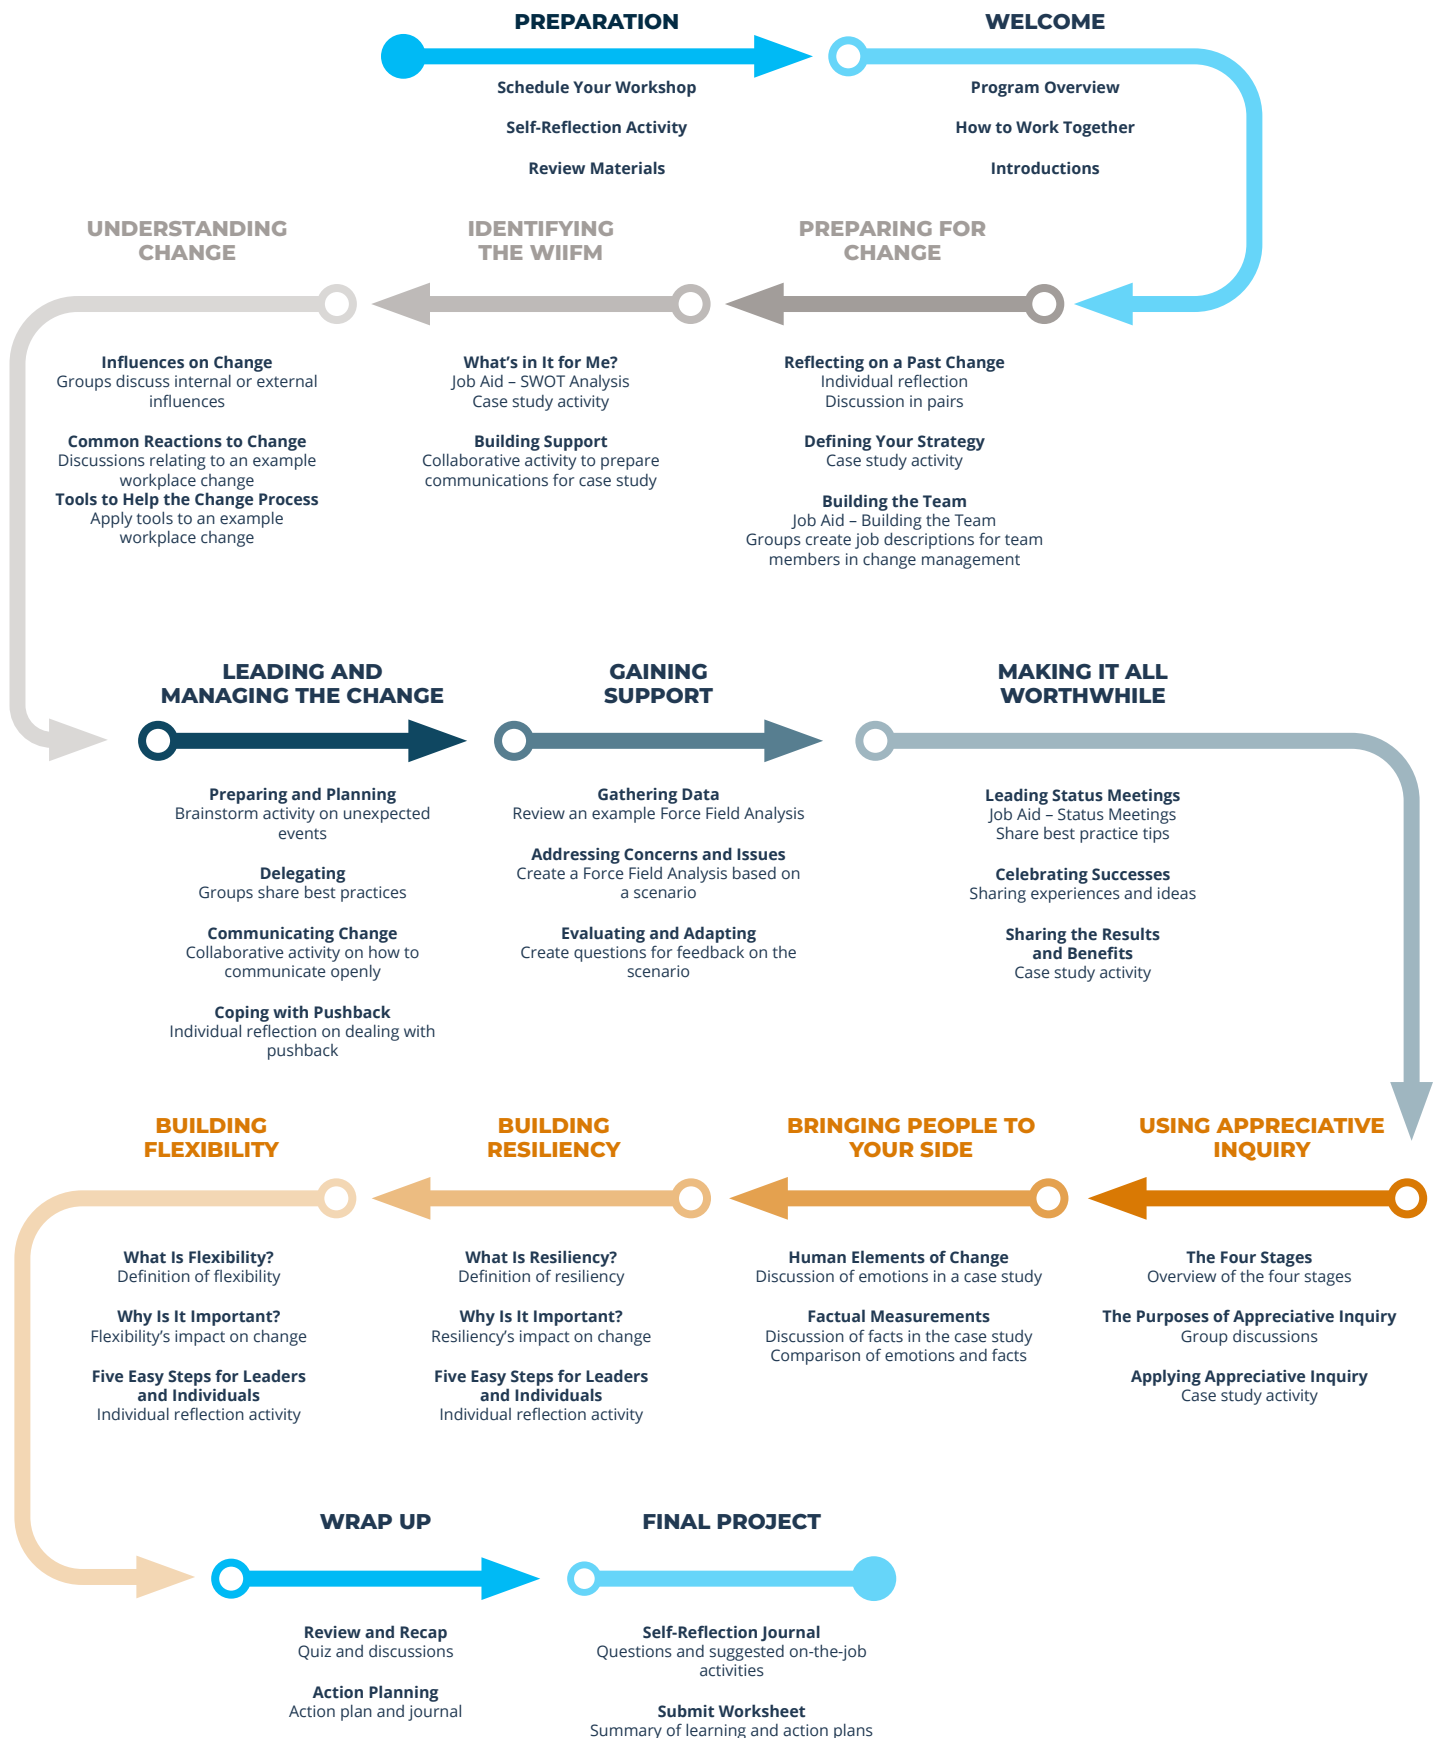 PREPARATION
Schedule Your Workshop
Self-Reflection Activity
Review Materials
WELCOME
Program Overview
How to Work Together
Introductions
PREPARING FOR
CHANGE
Reflecting on a Past Change
Individual reflection
Discussion in pairs
Defining Your Strategy
Case study activity
Building the Team
Job Aid – Building the Team
Groups create job descriptions for team
members in change management
IDENTIFYING
THE WIIFM
What’s in It for Me?
Job Aid – SWOT Analysis
Case study activity
Building Support
Collaborative activity to prepare
communications for case study
UNDERSTANDING
CHANGE
Influences on Change
Groups discuss internal or external
influences
Common Reactions to Change
Discussions relating to an example
workplace change
Tools to Help the Change Process
Apply tools to an example
workplace change
LEADING AND
MANAGING THE CHANGE
Preparing and Planning
Brainstorm activity on unexpected
events
Delegating
Groups share best practices
Communicating Change
Collaborative activity on how to
communicate openly
Coping with Pushback
Individual reflection on dealing with
pushback
GAINING
SUPPORT
Gathering Data
Review an example Force Field Analysis
Addressing Concerns and Issues
Create a Force Field Analysis based on
a scenario
Evaluating and Adapting
Create questions for feedback on the
scenario
MAKING IT ALL
WORTHWHILE
Leading Status Meetings
Job Aid – Status Meetings
Share best practice tips
Celebrating Successes
Sharing experiences and ideas
Sharing the Results
and Benefits
Case study activity
USING APPRECIATIVE
INQUIRY
The Four Stages
Overview of the four stages
The Purposes of Appreciative Inquiry
Group discussions
Applying Appreciative Inquiry
Case study activity
BRINGING PEOPLE TO
YOUR SIDE
Human Elements of Change
Discussion of emotions in a case study
Factual Measurements
Discussion of facts in the case study
Comparison of emotions and facts
BUILDING
RESILIENCY
What Is Resiliency?
Definition of resiliency
Why Is It Important?
Resiliency’s impact on change
Five Easy Steps for Leaders
and Individuals
Individual reflection activity
BUILDING
FLEXIBILITY
What Is Flexibility?
Definition of flexibility
Why Is It Important?
Flexibility’s impact on change
Five Easy Steps for Leaders
and Individuals
Individual reflection activity
WRAP UP
Review and Recap
Quiz and discussions
Action Planning
Action plan and journal
FINAL PROJECT
Self-Reflection Journal
Questions and suggested on-the-job
activities
Submit Worksheet
Summary of learning and action plans